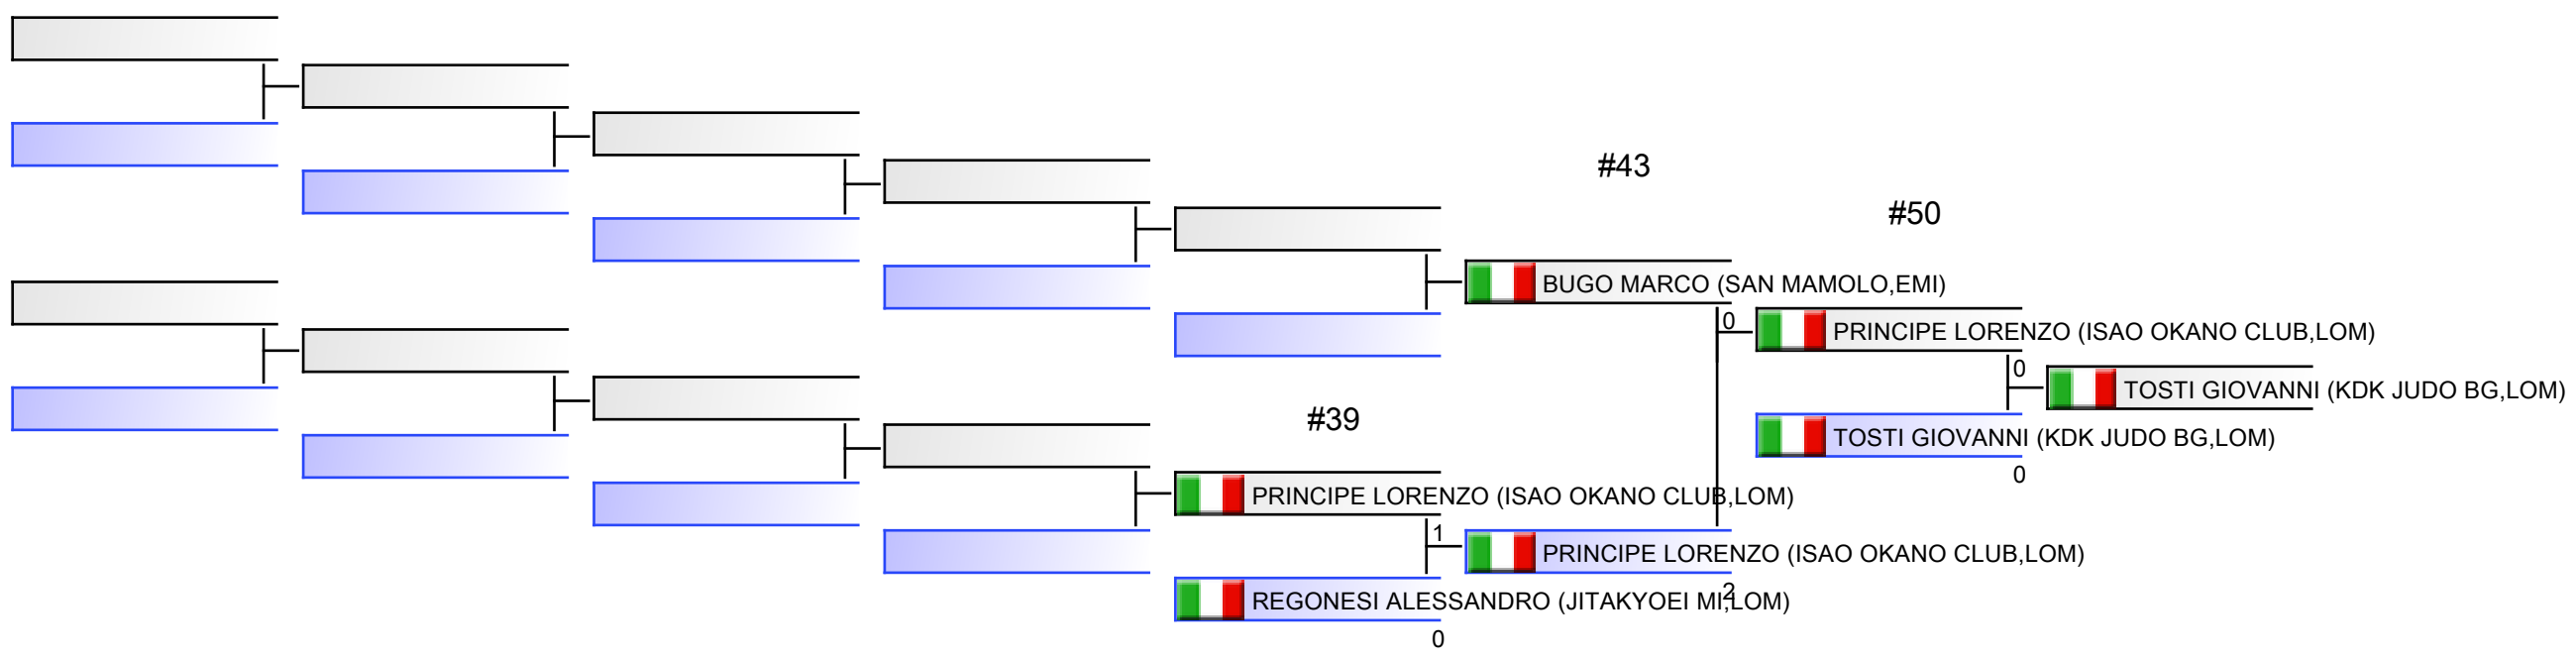 #43
#50
BUGO MARCO (SAN MAMOLO,EMI)
0
PRINCIPE LORENZO (ISAO OKANO CLUB,LOM)
0
TOSTI GIOVANNI (KDK JUDO BG,LOM)
TOSTI GIOVANNI (KDK JUDO BG,LOM)
0
#39
PRINCIPE LORENZO (ISAO OKANO CLUB,LOM)
1
PRINCIPE LORENZO (ISAO OKANO CLUB,LOM)
2
REGONESI ALESSANDRO (JITAKYOEI MI,LOM)
0